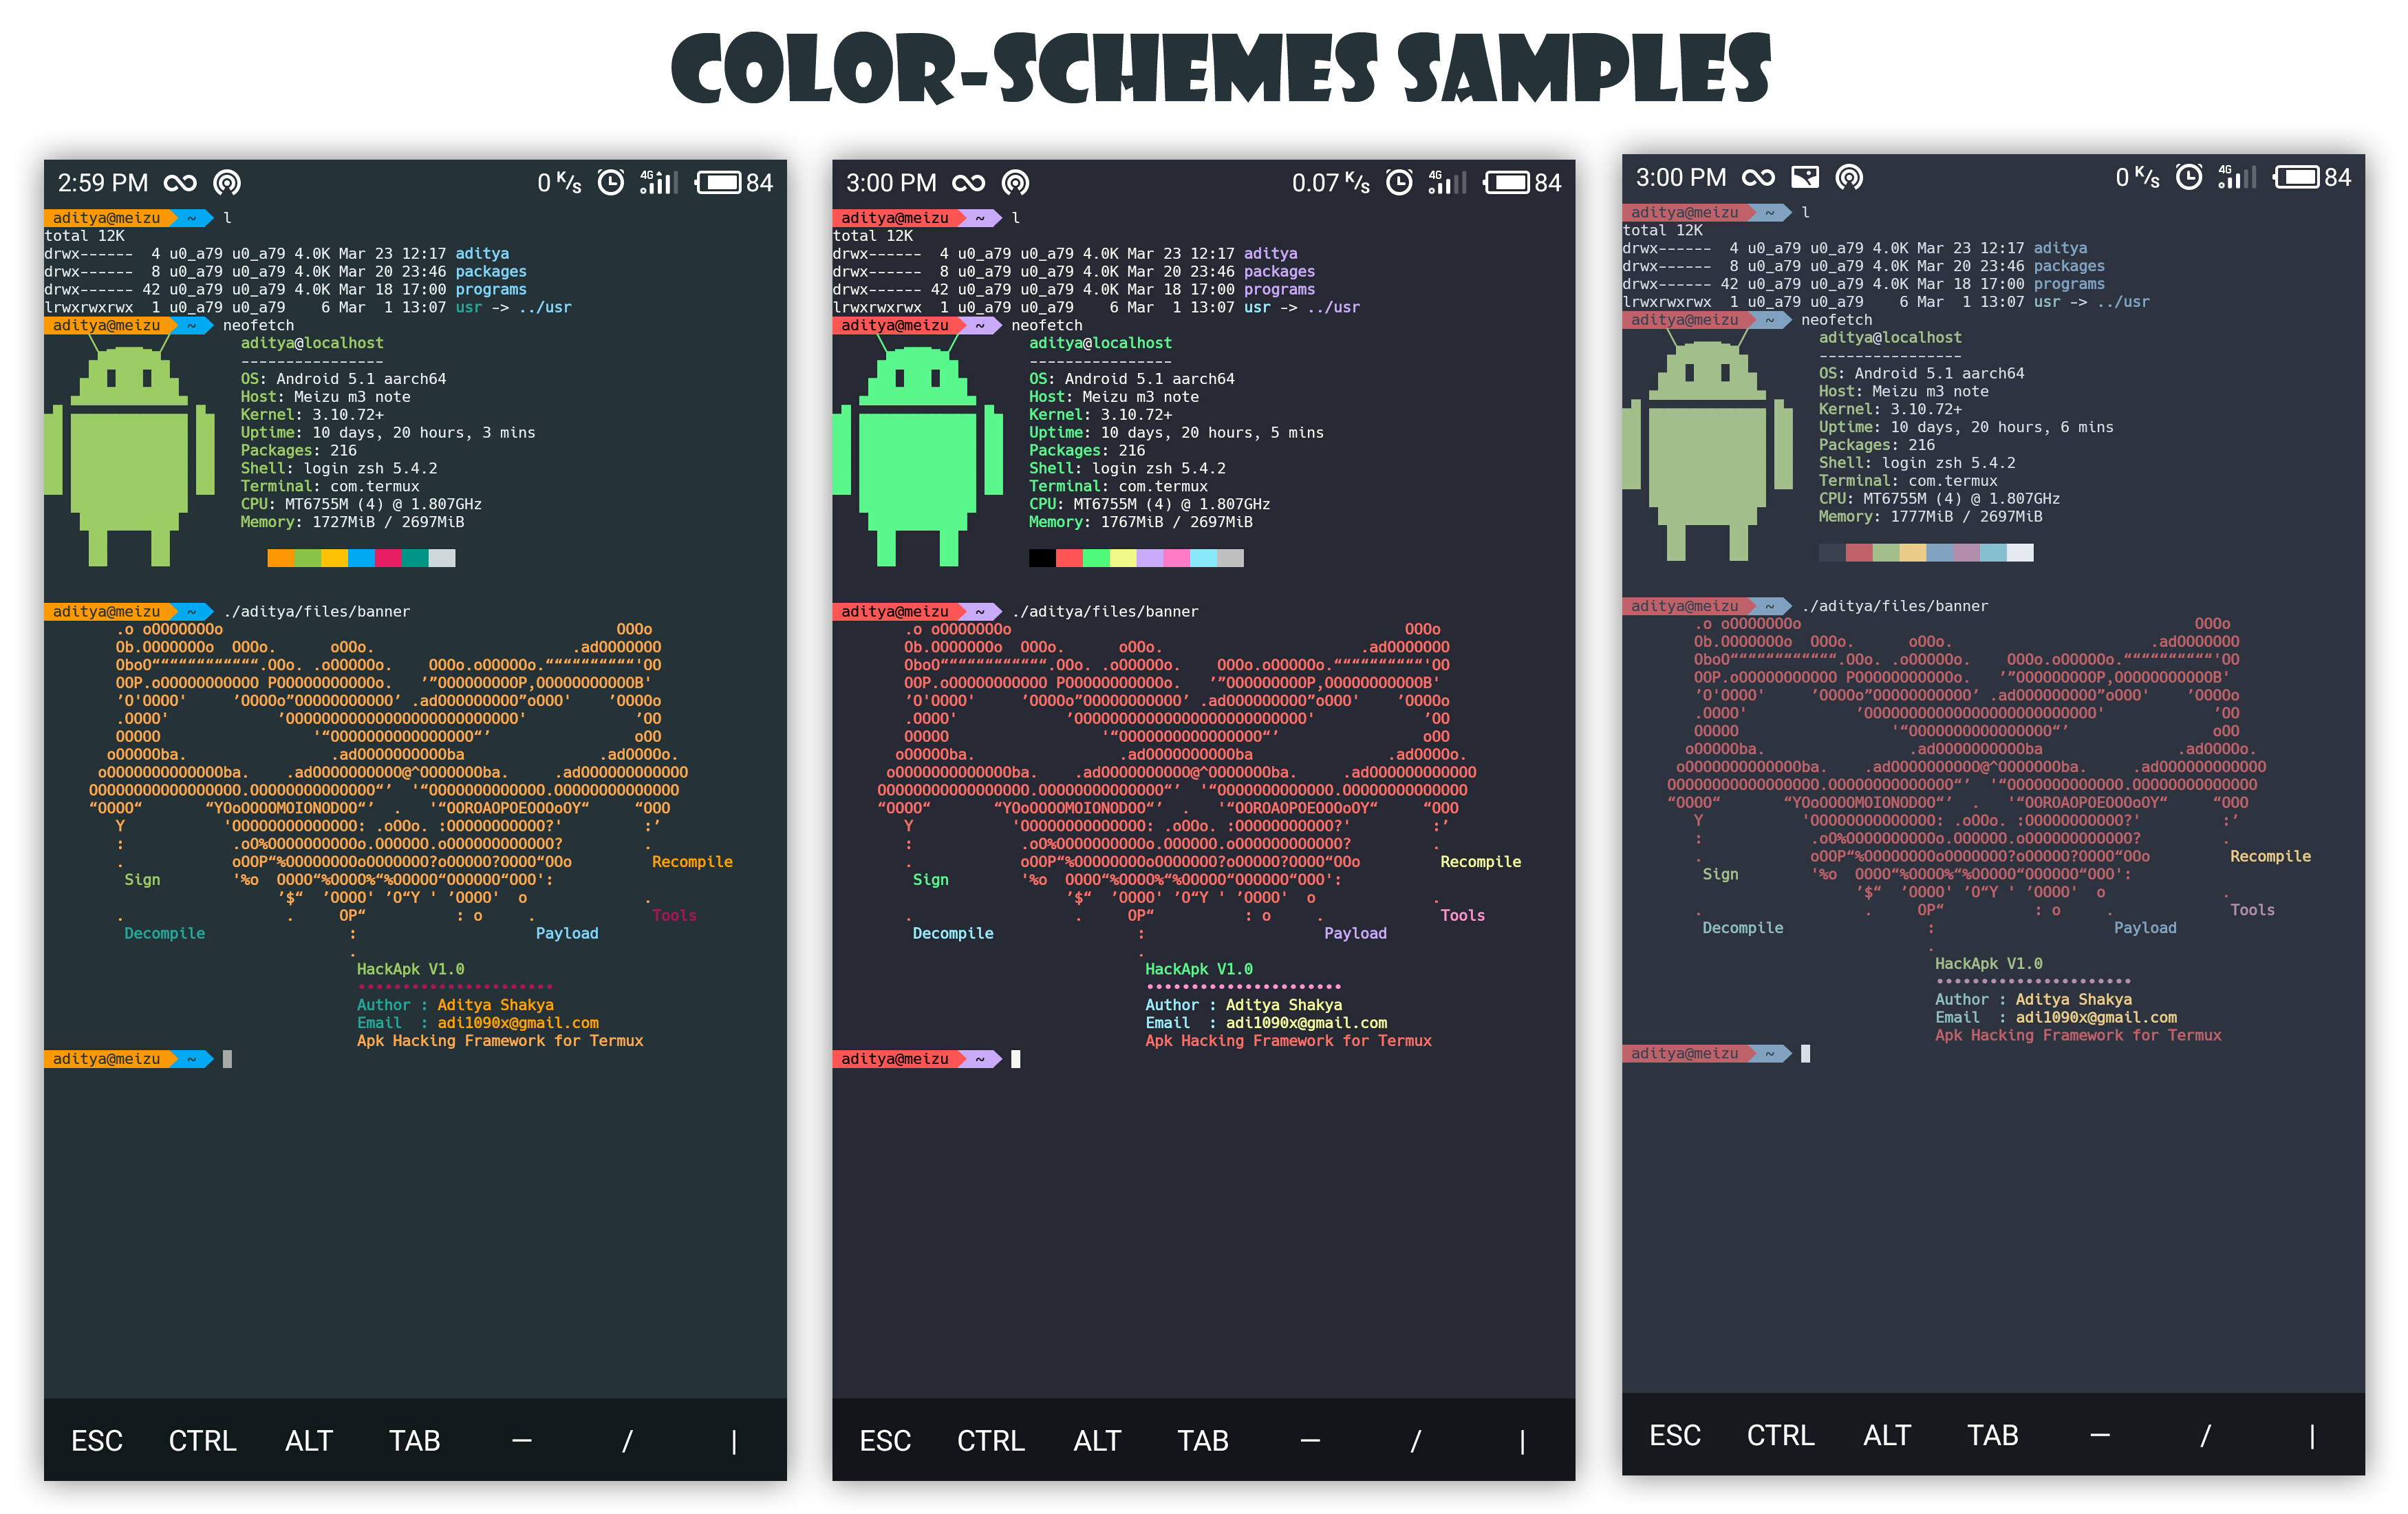 COLOR-SCHEMES SAMPLES
2:59 PM 0 K/s 4G 84
aditya@meizu ~ l
total 12K
drwx------  4 u0_a79 u0_a79 4.0K Mar 23 12:17 aditya
drwx------  8 u0_a79 u0_a79 4.0K Mar 20 23:46 packages
drwx------ 42 u0_a79 u0_a79 4.0K Mar 18 17:00 programs
lrwxrwxrwx  1 u0_a79 u0_a79    6 Mar  1 13:07 usr -> ../usr
aditya@meizu ~ neofetch
aditya@localhost
----------------
OS: Android 5.1 aarch64
Host: Meizu m3 note
Kernel: 3.10.72+
Uptime: 10 days, 20 hours, 3 mins
Packages: 216
Shell: login zsh 5.4.2
Terminal: com.termux
CPU: MT6755M (4) @ 1.807GHz
Memory: 1727MiB / 2697MiB
aditya@meizu ~ ./aditya/files/banner
Recompile
Sign
Tools
Decompile Payload
HackApk V1.0
Author : Aditya Shakya
Email  : adi1090x@gmail.com
Apk Hacking Framework for Termux
aditya@meizu ~
ESC CTRL ALT TAB — / |
3:00 PM 0.07 K/s 4G 84
aditya@meizu ~ l
total 12K
drwx------  4 u0_a79 u0_a79 4.0K Mar 23 12:17 aditya
drwx------  8 u0_a79 u0_a79 4.0K Mar 20 23:46 packages
drwx------ 42 u0_a79 u0_a79 4.0K Mar 18 17:00 programs
lrwxrwxrwx  1 u0_a79 u0_a79    6 Mar  1 13:07 usr -> ../usr
aditya@meizu ~ neofetch
aditya@localhost
----------------
OS: Android 5.1 aarch64
Host: Meizu m3 note
Kernel: 3.10.72+
Uptime: 10 days, 20 hours, 5 mins
Packages: 216
Shell: login zsh 5.4.2
Terminal: com.termux
CPU: MT6755M (4) @ 1.807GHz
Memory: 1767MiB / 2697MiB
aditya@meizu ~ ./aditya/files/banner
Recompile
Sign
Tools
Decompile Payload
HackApk V1.0
Author : Aditya Shakya
Email  : adi1090x@gmail.com
Apk Hacking Framework for Termux
aditya@meizu ~
ESC CTRL ALT TAB — / |
3:00 PM 0 K/s 4G 84
aditya@meizu ~ l
total 12K
drwx------  4 u0_a79 u0_a79 4.0K Mar 23 12:17 aditya
drwx------  8 u0_a79 u0_a79 4.0K Mar 20 23:46 packages
drwx------ 42 u0_a79 u0_a79 4.0K Mar 18 17:00 programs
lrwxrwxrwx  1 u0_a79 u0_a79    6 Mar  1 13:07 usr -> ../usr
aditya@meizu ~ neofetch
aditya@localhost
----------------
OS: Android 5.1 aarch64
Host: Meizu m3 note
Kernel: 3.10.72+
Uptime: 10 days, 20 hours, 6 mins
Packages: 216
Shell: login zsh 5.4.2
Terminal: com.termux
CPU: MT6755M (4) @ 1.807GHz
Memory: 1777MiB / 2697MiB
aditya@meizu ~ ./aditya/files/banner
Recompile
Sign
Tools
Decompile Payload
HackApk V1.0
Author : Aditya Shakya
Email  : adi1090x@gmail.com
Apk Hacking Framework for Termux
aditya@meizu ~
ESC CTRL ALT TAB — / |